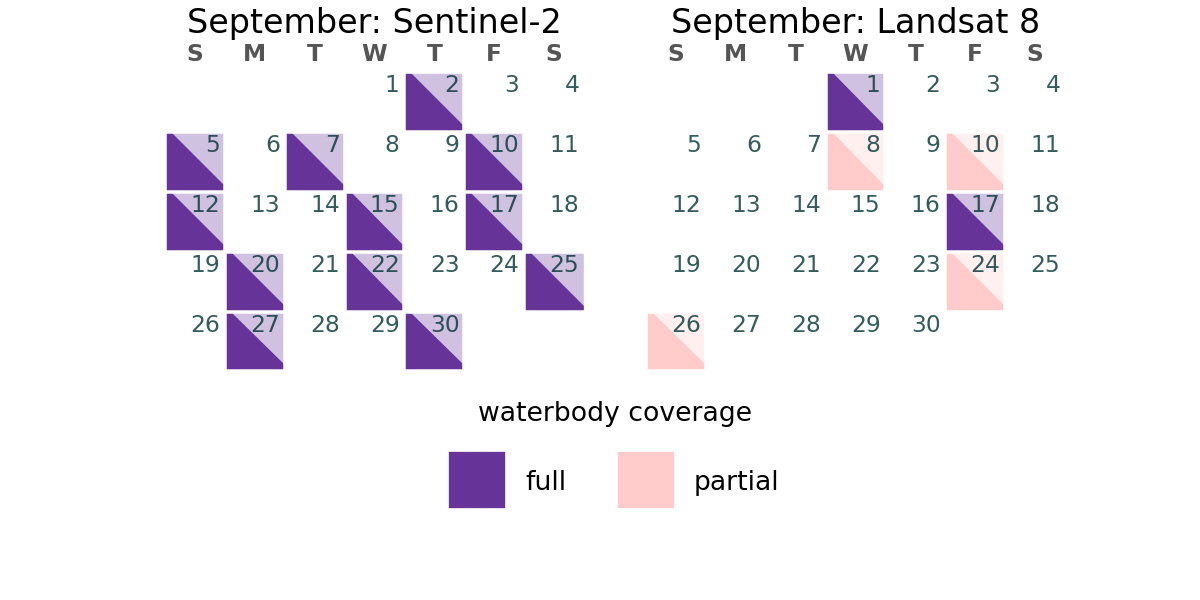 September: Sentinel-2
S M T W T F S
1 2 3 4
5 6 7 8 9 10 11
12 13 14 15 16 17 18
19 20 21 22 23 24 25
26 27 28 29 30
September: Landsat 8
S M T W T F S
1 2 3 4
5 6 7 8 9 10 11
12 13 14 15 16 17 18
19 20 21 22 23 24 25
26 27 28 29 30
waterbody coverage
full partial